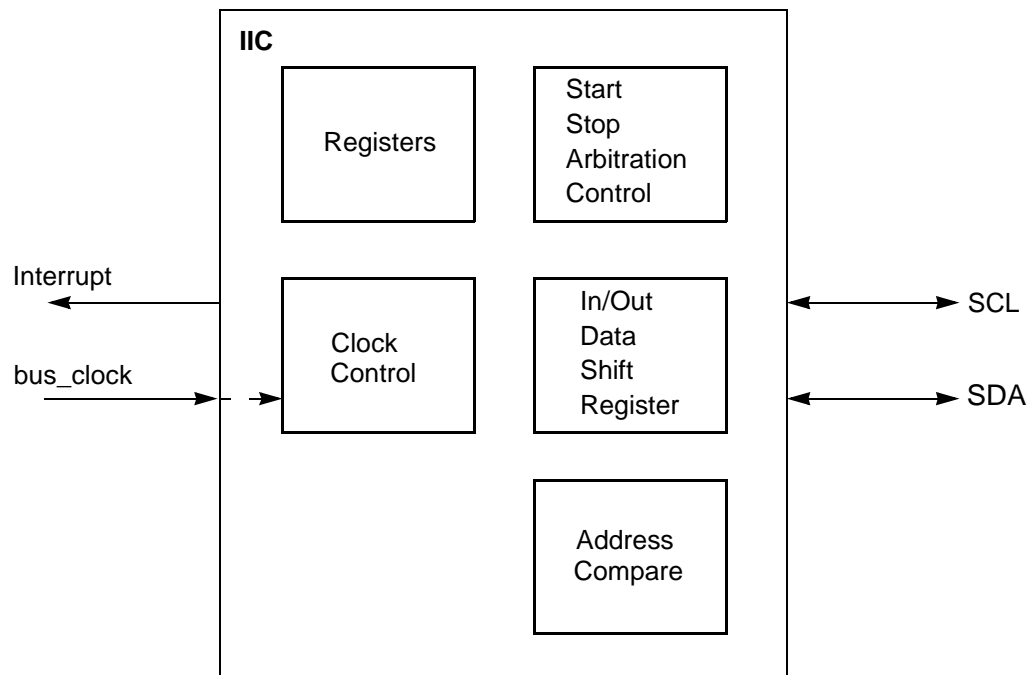 IIC
Registers
Start
Stop
Arbitration
Control
Interrupt
bus_clock
Clock
Control
In/Out
Data
Shift
Register
SCL
SDA
Address
Compare